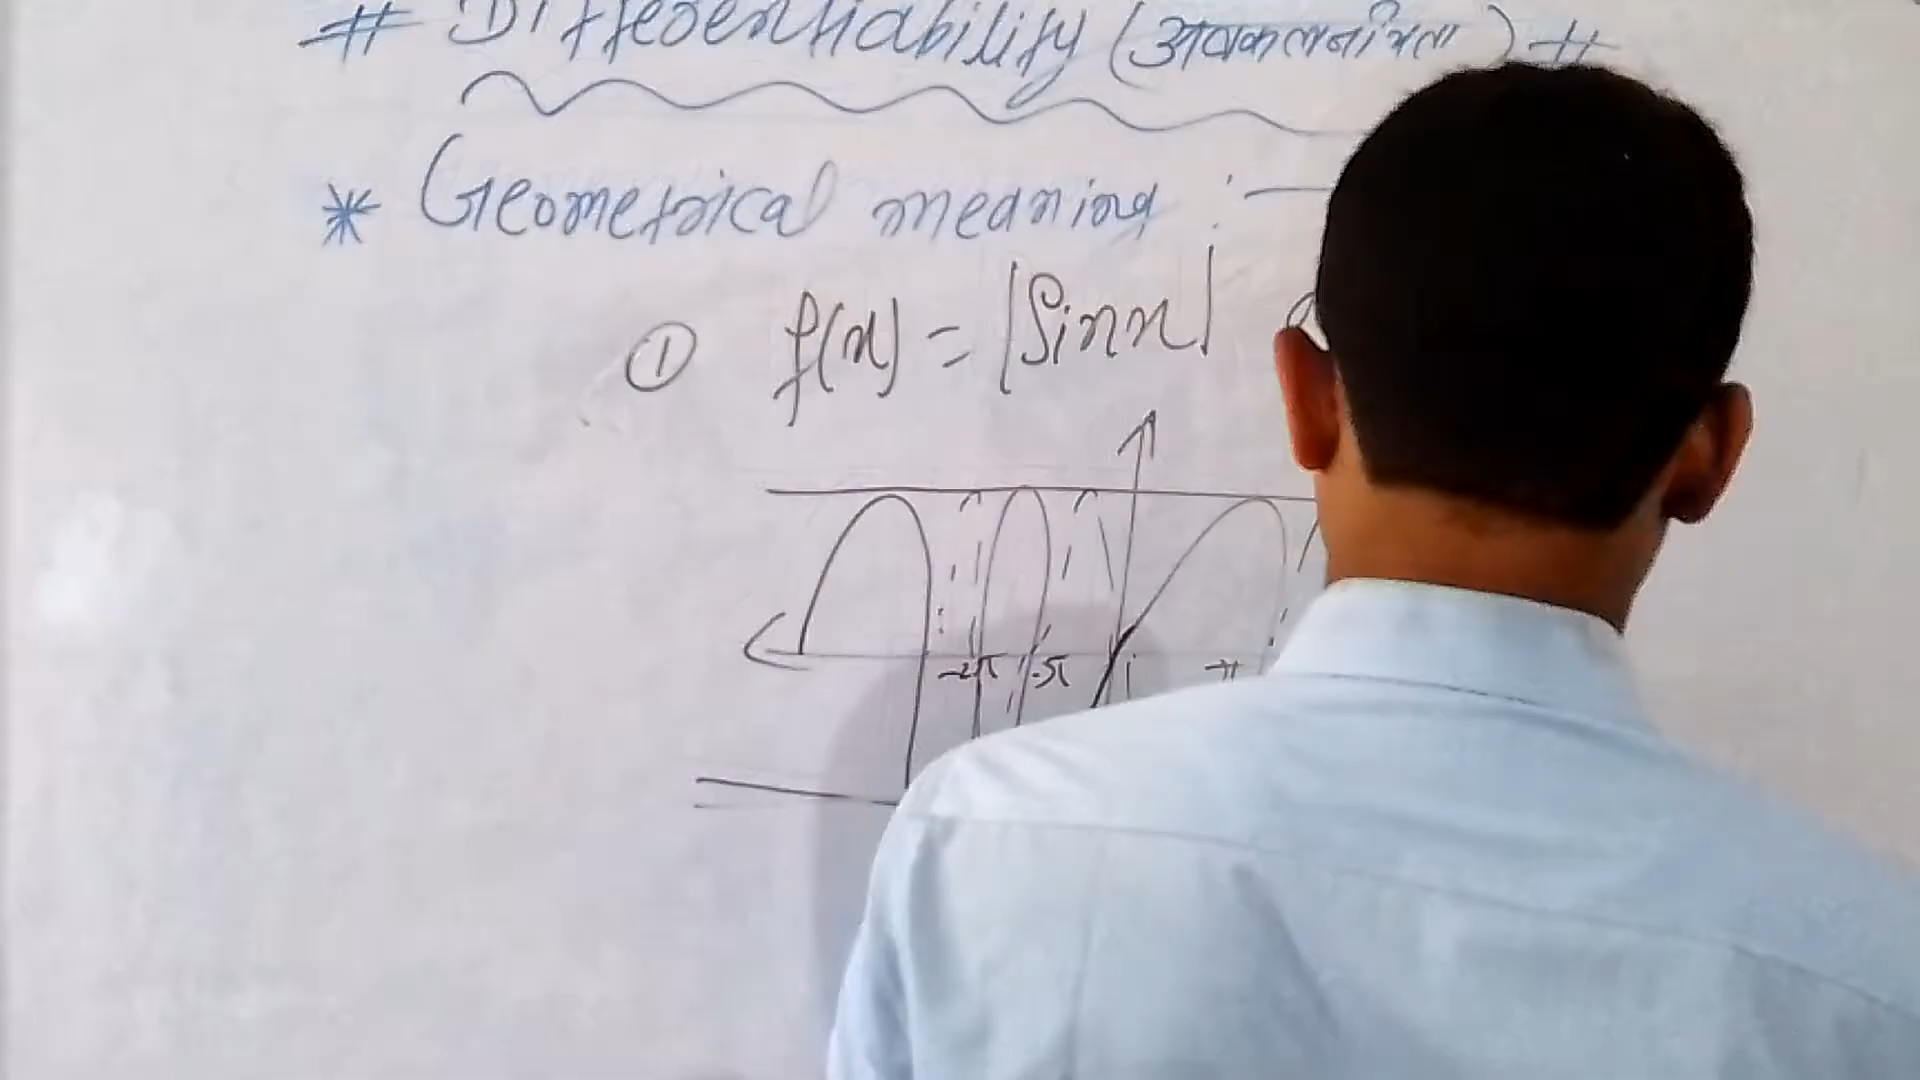 # Differentiability (अवकलनीयता) #
* Geometrical meaning :-
① f(x) = |Sinx|
-2π -π π